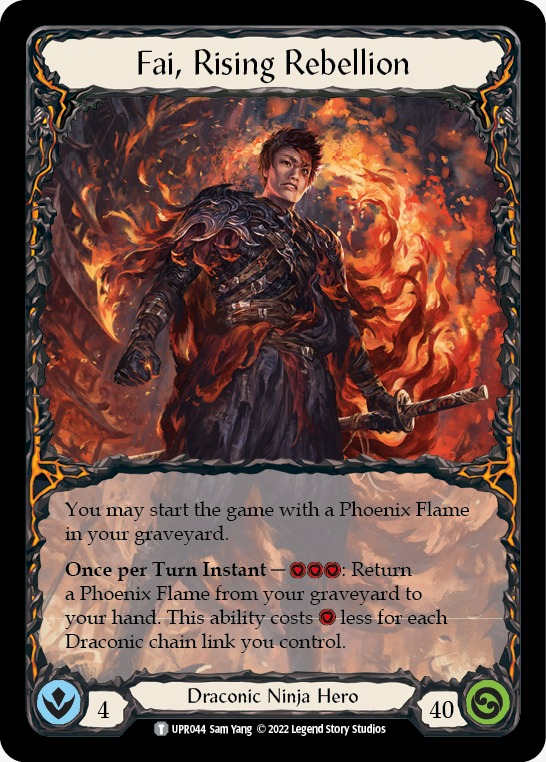 Fai, Rising Rebellion
You may start the game with a Phoenix Flame
in your graveyard.
Once per Turn Instant — : Return
a Phoenix Flame from your graveyard to
your hand. This ability costs less for each
Draconic chain link you control.
4
Draconic Ninja Hero
40
T UPR044 Sam Yang © 2022 Legend Story Studios